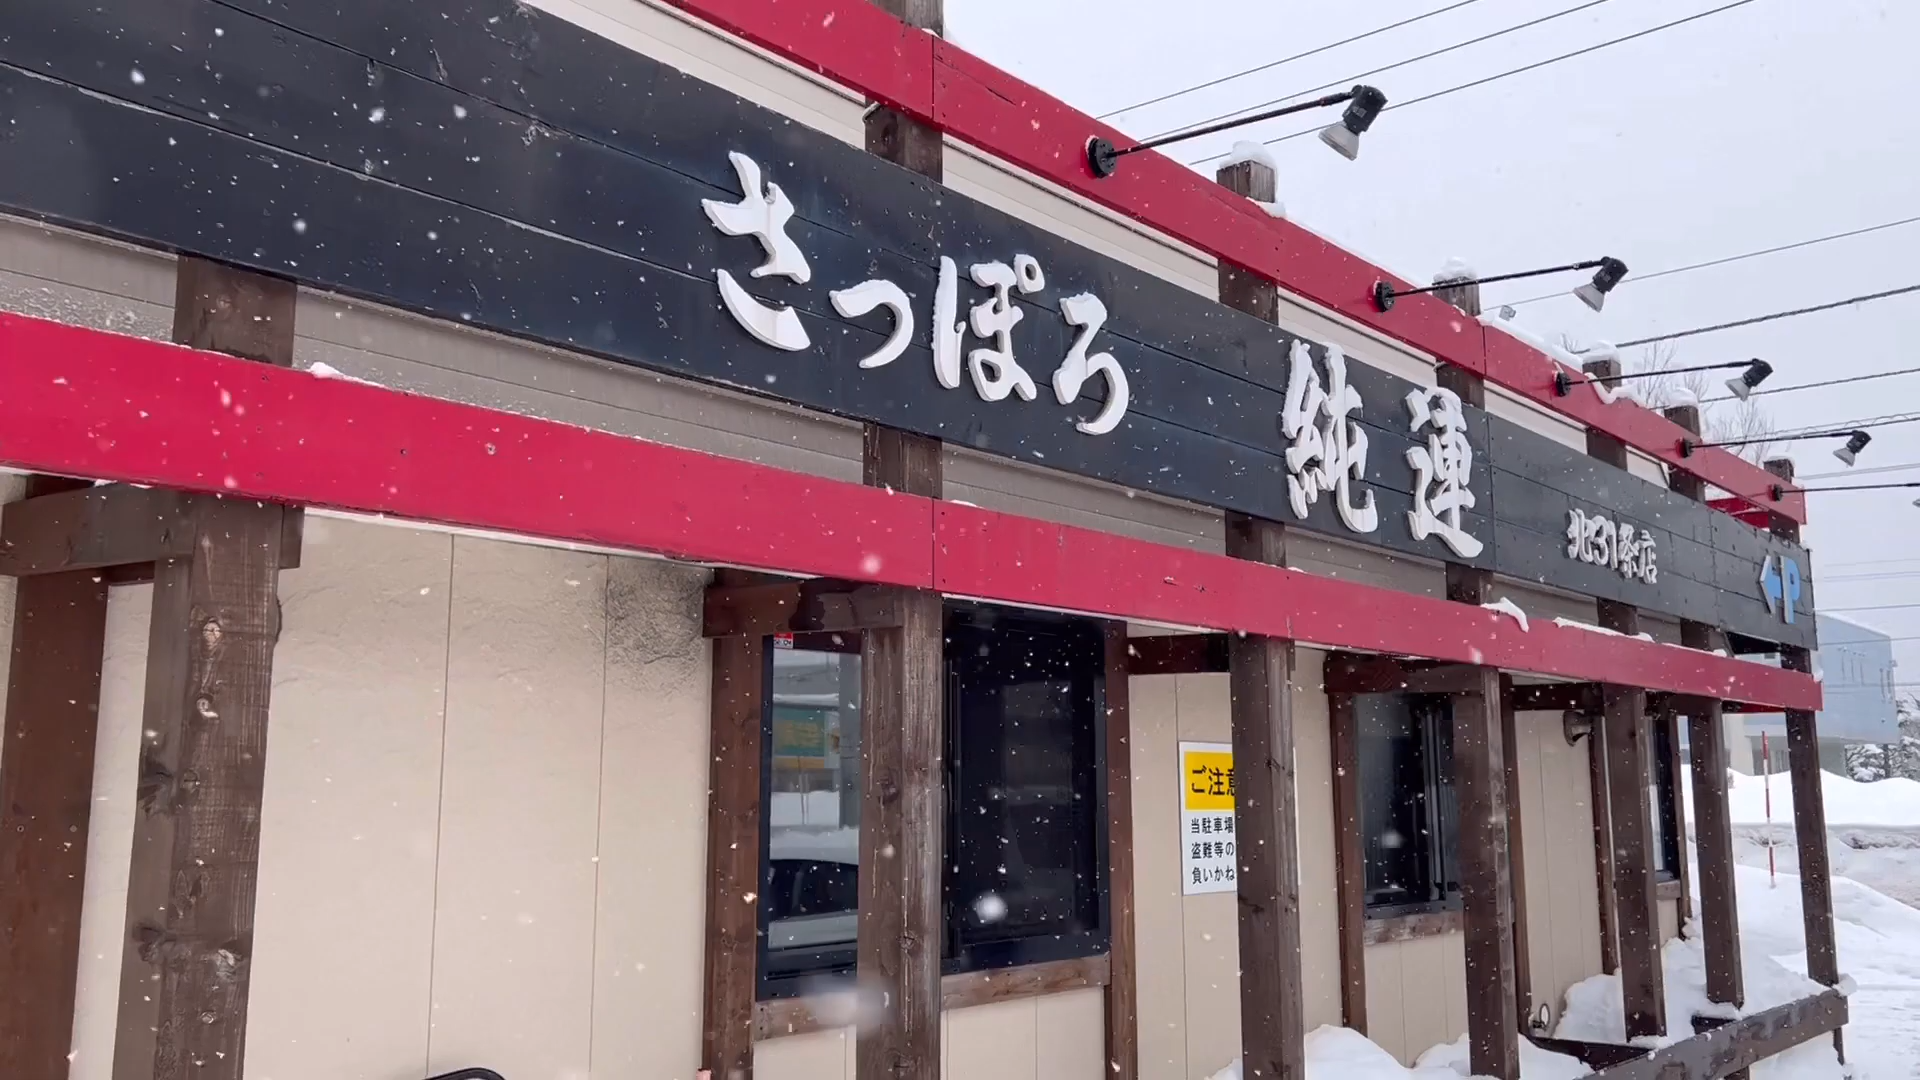 さっぽろ 純連 北31条店
P
ご注意
当駐車場
盗難等の
負いかね